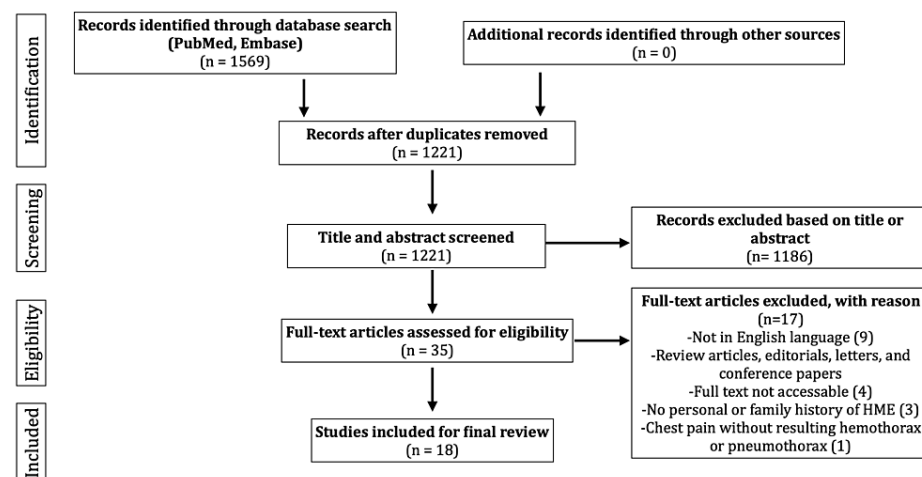 Identification
Records identified through database search
(PubMed, Embase)
(n = 1569)
Additional records identified through other sources
(n = 0)
Records after duplicates removed
(n = 1221)
Screening
Title and abstract screened
(n = 1221)
Records excluded based on title or
abstract
(n= 1186)
Eligibility
Full-text articles assessed for eligibility
(n = 35)
Full-text articles excluded, with reason
(n=17)
-Not in English language (9)
-Review articles, editorials, letters, and
conference papers
-Full text not accessable (4)
-No personal or family history of HME (3)
-Chest pain without resulting hemothorax
or pneumothorax (1)
Included
Studies included for final review
(n = 18)